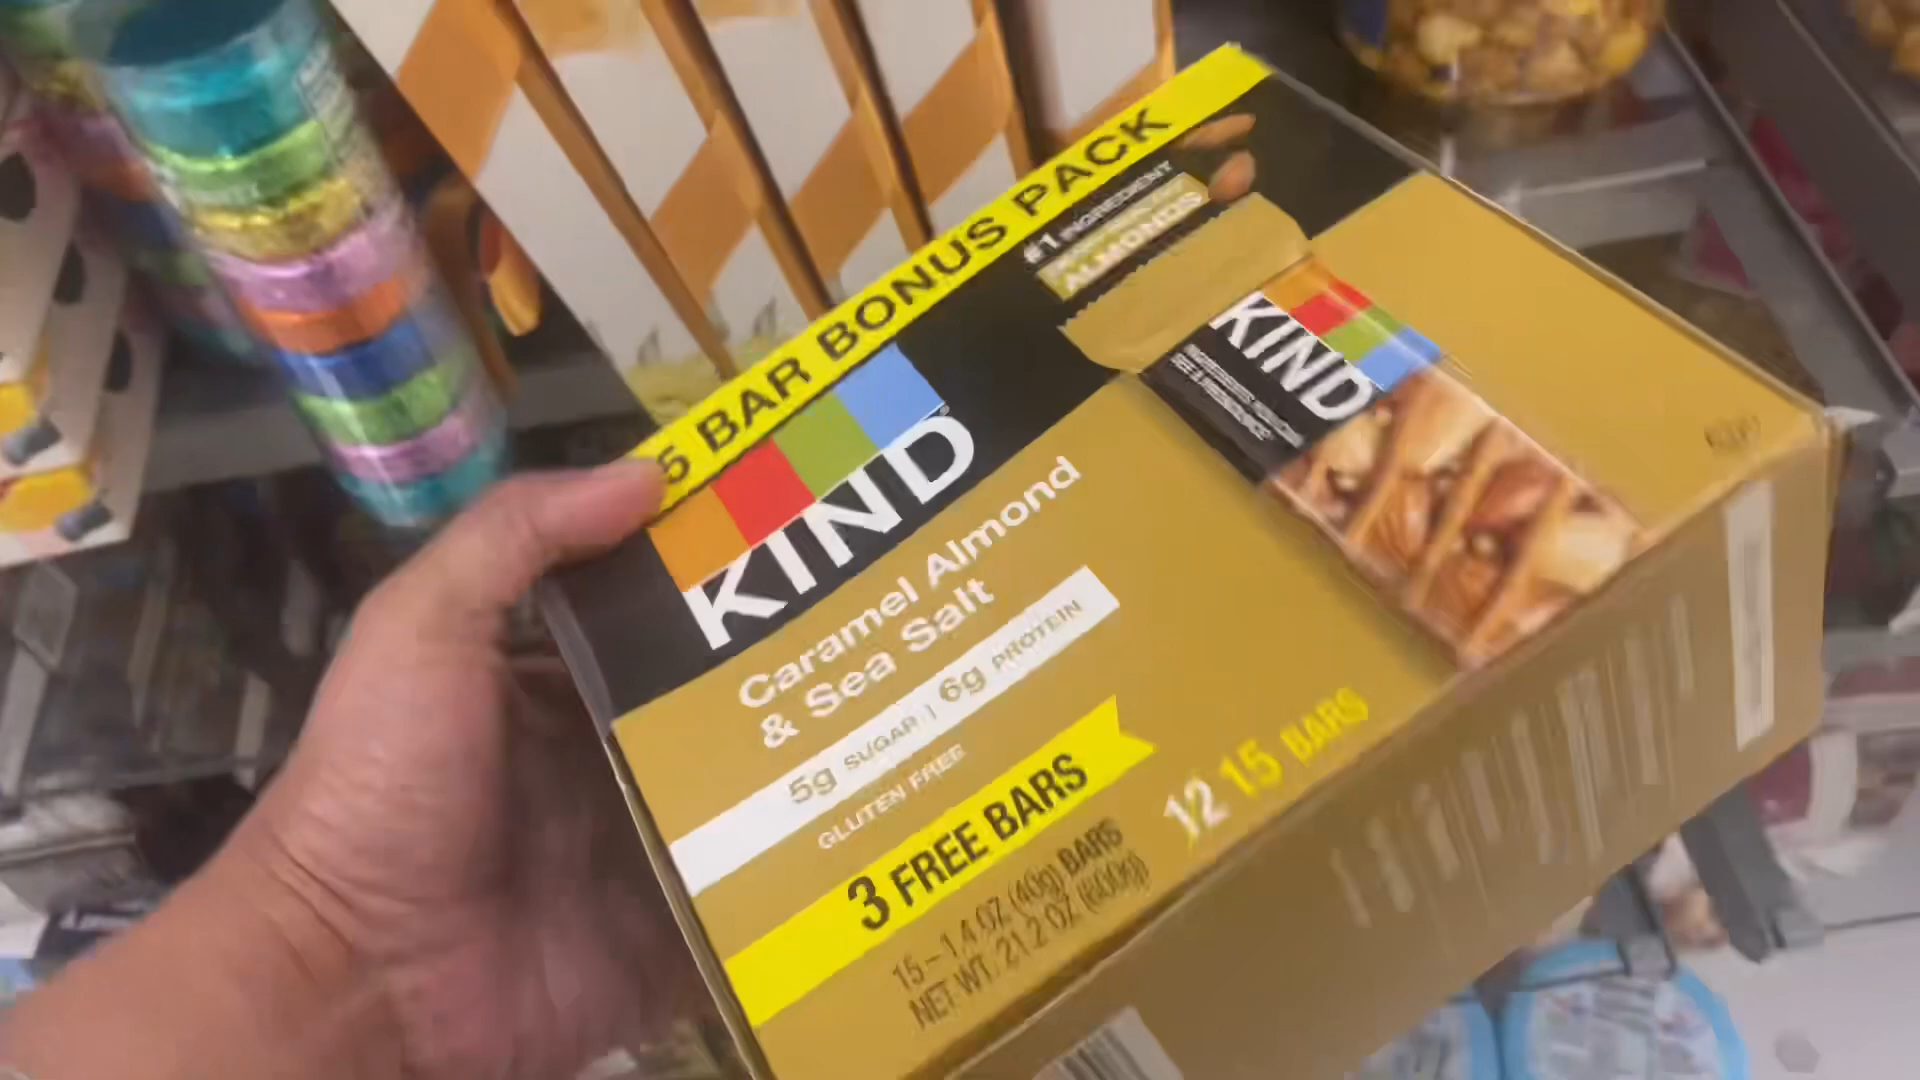 5 BAR BONUS PACK
#1 INGREDIENT
ALMONDS
KIND
Caramel Almond
& Sea Salt
5g SUGAR | 6g PROTEIN
GLUTEN FREE
3 FREE BARS
12 15 BARS
15 – 1.4 OZ (40g) BARS
NET WT. 21.2 OZ (600g)
KIND